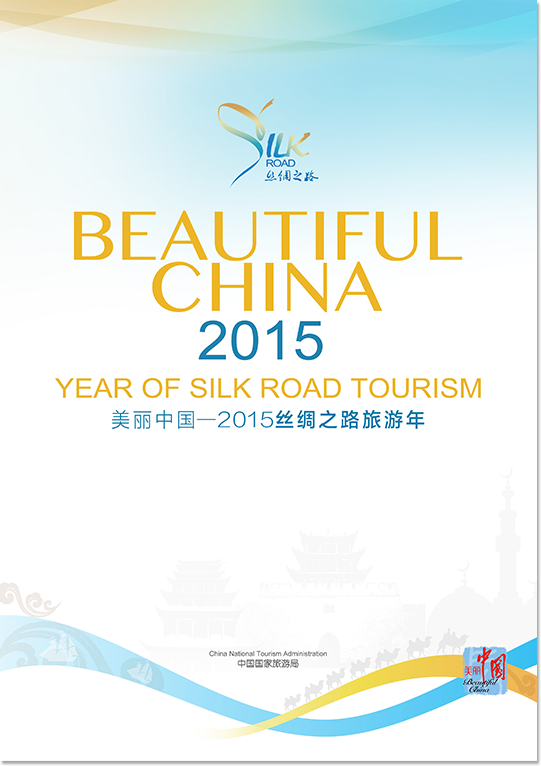 SILK
ROAD
丝绸之路
BEAUTIFUL
CHINA
2015
YEAR OF SILK ROAD TOURISM
美丽中国—2015丝绸之路旅游年
China National Tourism Administration
中国国家旅游局
美丽中国
Beautiful
China